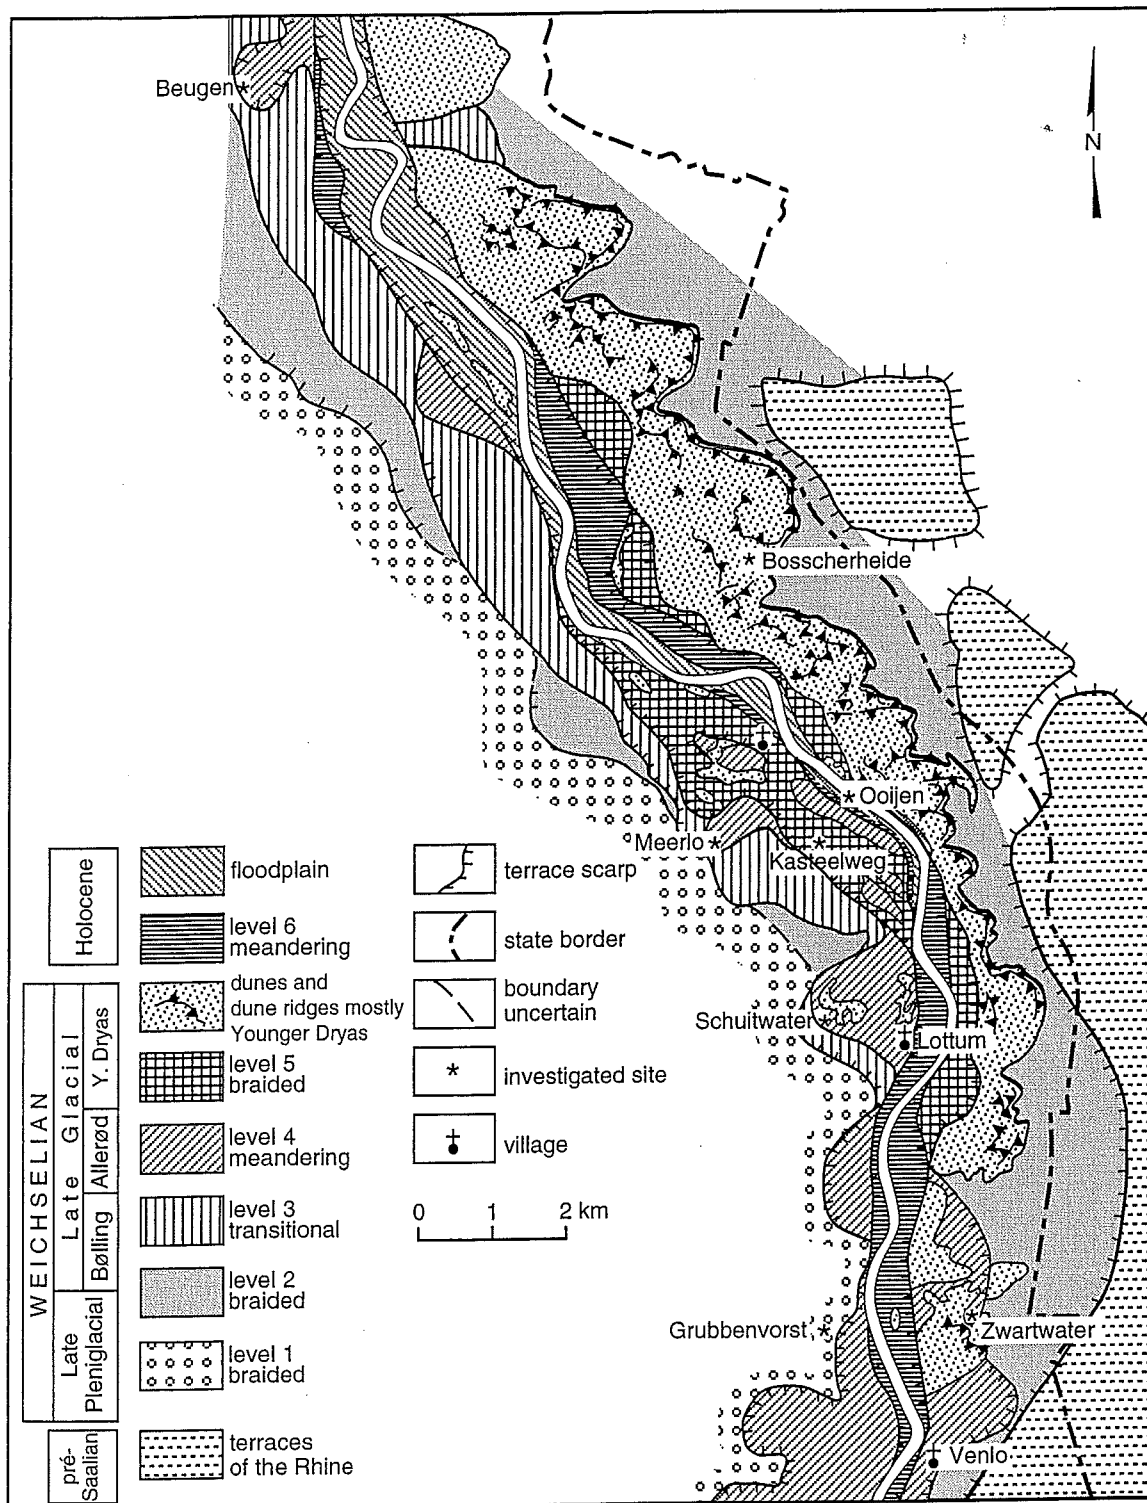 N
Beugen
Bosscherheide
Ooijen
Meerlo
Kasteelweg
Schuitwater
Lottum
Grubbenvorst
Zwartwater
Venlo
Holocene
WEICHSELIAN
Late Glacial
Y. Dryas
Allerød
Bølling
Late
Pleniglacial
pré-
Saalian
floodplain
level 6
meandering
dunes and
dune ridges mostly
Younger Dryas
level 5
braided
level 4
meandering
level 3
transitional
level 2
braided
level 1
braided
terraces
of the Rhine
terrace scarp
state border
boundary
uncertain
investigated site
village
0 1 2 km